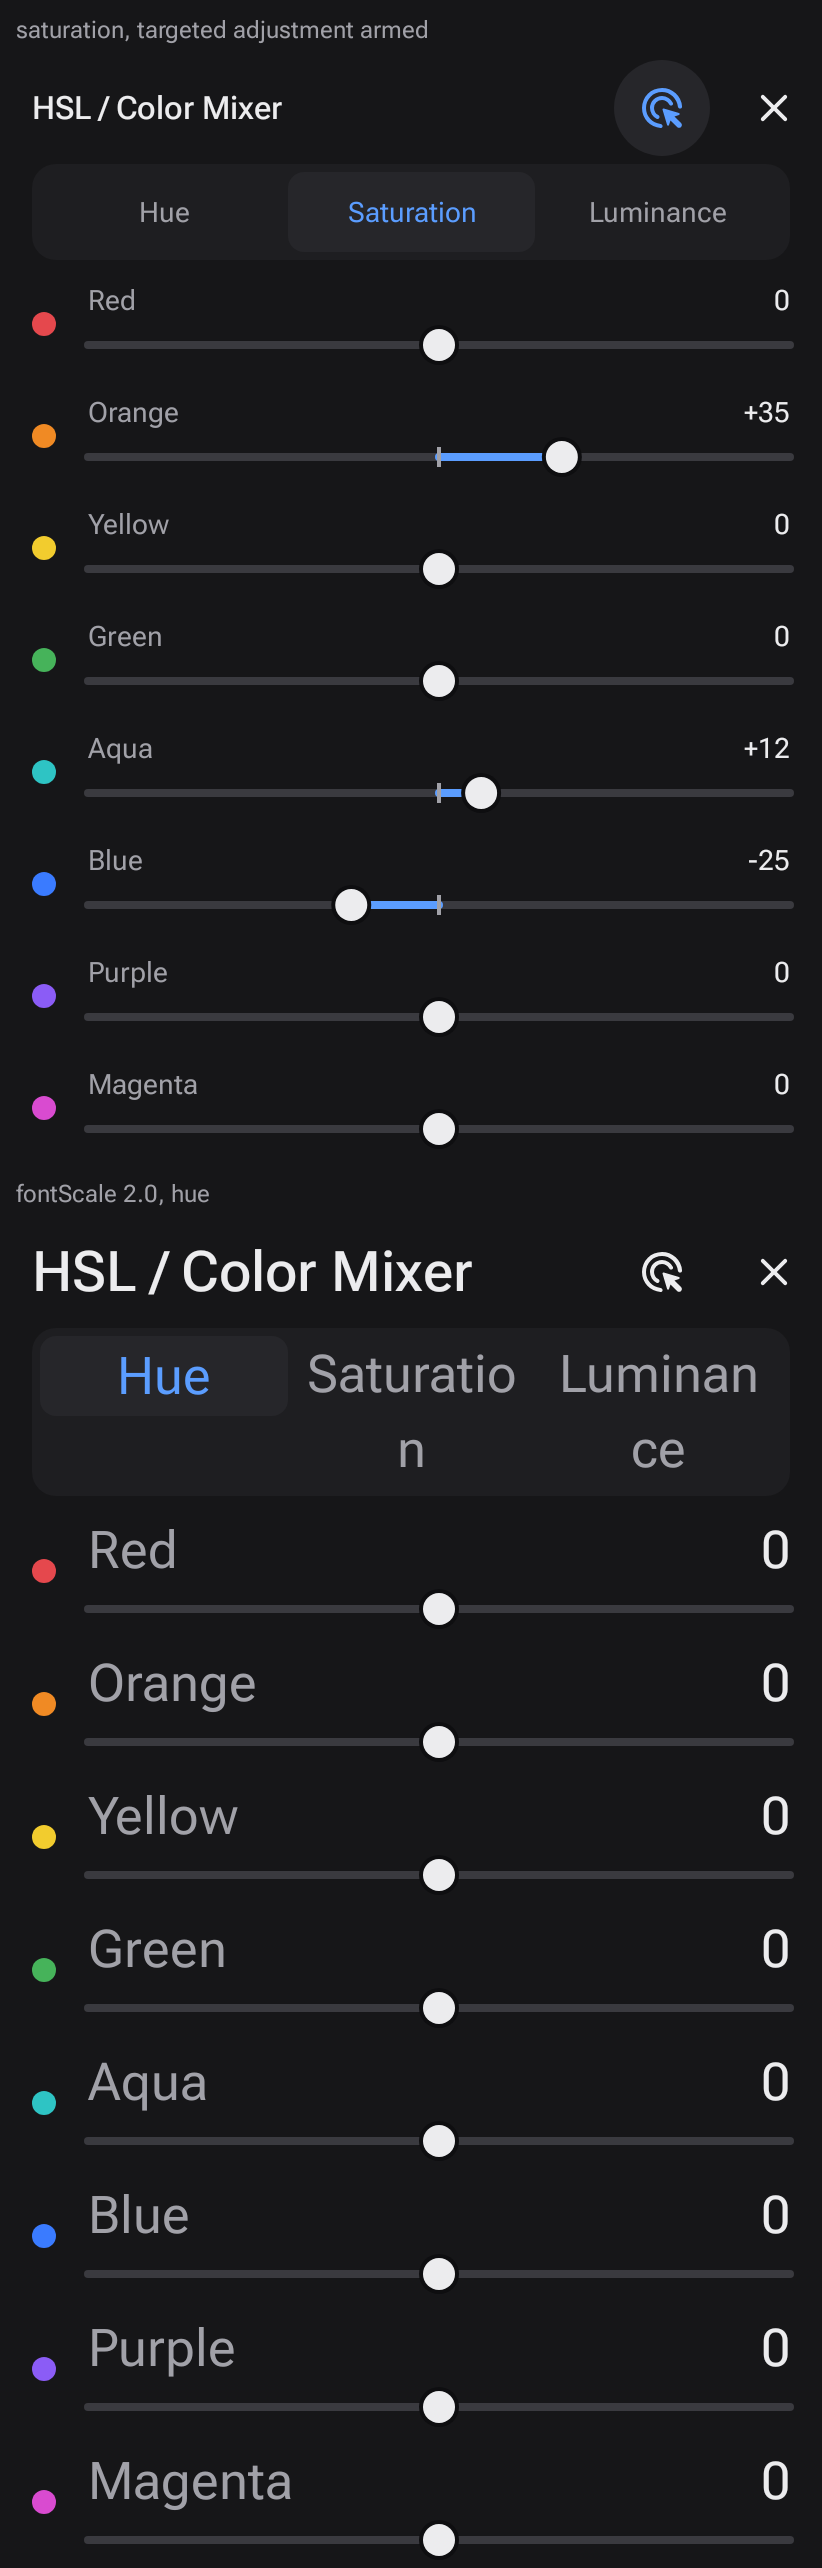 saturation, targeted adjustment armed
HSL / Color Mixer
Hue Saturation Luminance
Red 0
Orange +35
Yellow 0
Green 0
Aqua +12
Blue -25
Purple 0
Magenta 0
fontScale 2.0, hue
HSL / Color Mixer
Hue Saturatio Luminan
n ce
Red 0
Orange 0
Yellow 0
Green 0
Aqua 0
Blue 0
Purple 0
Magenta 0